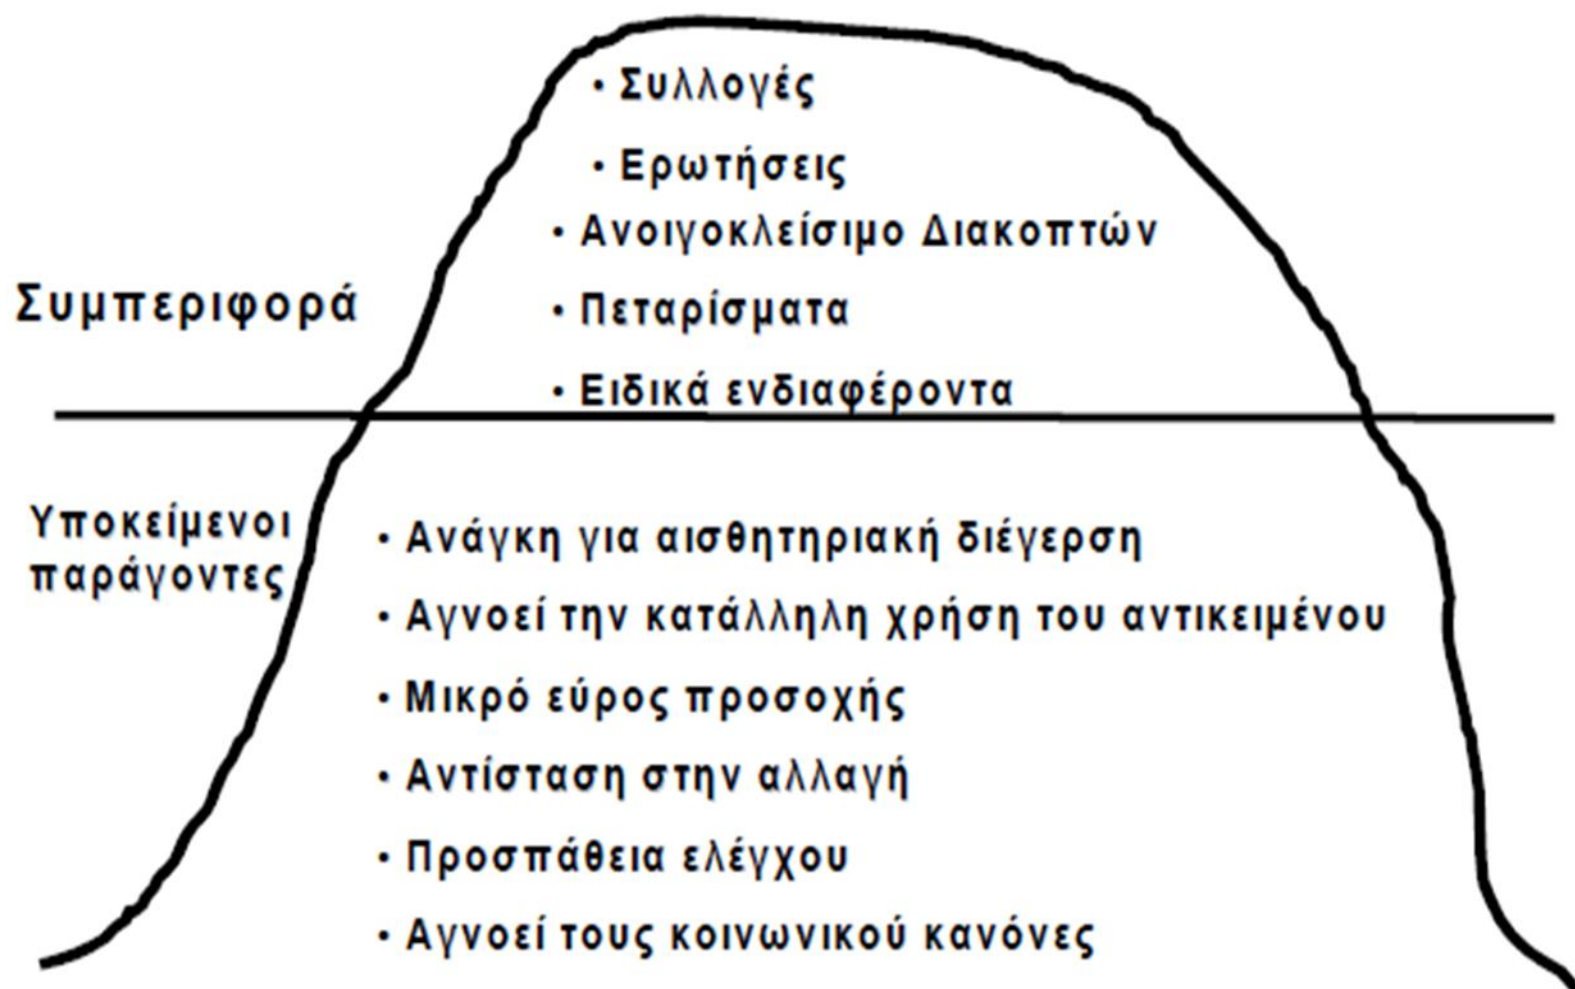 • Συλλογές
• Ερωτήσεις
• Ανοιγοκλείσιμο Διακοπτών
Συμπεριφορά
• Πεταρίσματα
• Ειδικά ενδιαφέροντα
Υποκείμενοι
παράγοντες
• Ανάγκη για αισθητηριακή διέγερση
• Αγνοεί την κατάλληλη χρήση του αντικειμένου
• Μικρό εύρος προσοχής
• Αντίσταση στην αλλαγή
• Προσπάθεια ελέγχου
• Αγνοεί τους κοινωνικού κανόνες